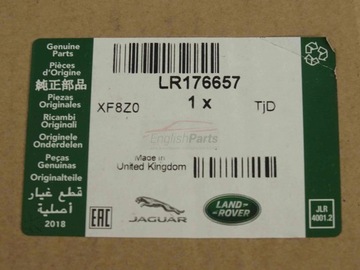 Genuine
Parts
Pièces
d'Origine
純正部品
Piezas
Originales
Ricambi
Originali
Originele
Onderdelen
Peças
Genuínas
Originalteile
قطع غيار
أصلية
2018
LR176657
XF8Z0
1 x
TjD
EnglishParts
Made in
United Kingdom
EAC
JAGUAR
LAND-
ROVER
JLR
4001.2